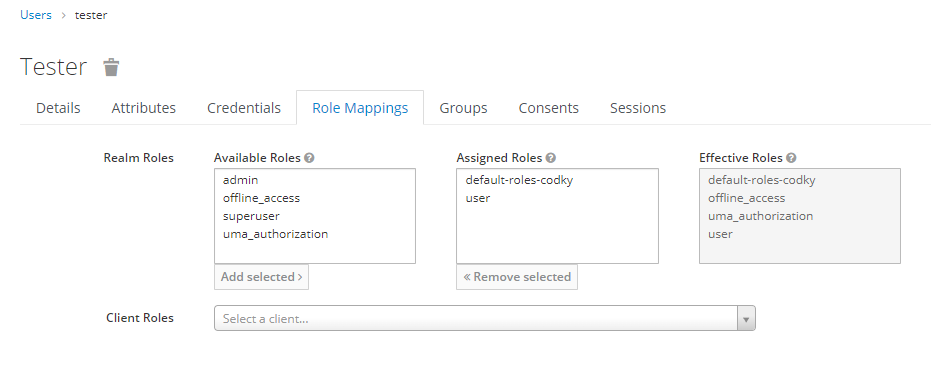 Users > tester
Tester
Details Attributes Credentials Role Mappings Groups Consents Sessions
Realm Roles
Available Roles ?
admin
offline_access
superuser
uma_authorization
Add selected >
Assigned Roles ?
default-roles-codky
user
« Remove selected
Effective Roles ?
default-roles-codky
offline_access
uma_authorization
user
Client Roles
Select a client...